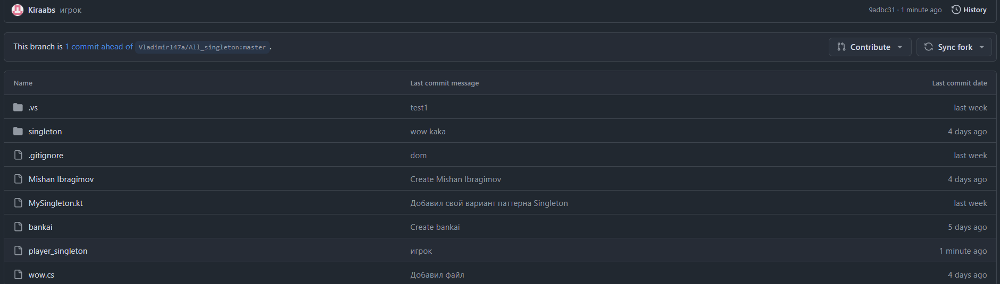 Kiraabs игрок 9adbc31 · 1 minute ago History
This branch is 1 commit ahead of Vladimir147a/All_singleton:master . Contribute Sync fork
Name Last commit message Last commit date
.vs test1 last week
singleton wow kaka 4 days ago
.gitignore dom last week
Mishan Ibragimov Create Mishan Ibragimov 4 days ago
MySingleton.kt Добавил свой вариант паттерна Singleton last week
bankai Create bankai 5 days ago
player_singleton игрок 1 minute ago
wow.cs Добавил файл 4 days ago